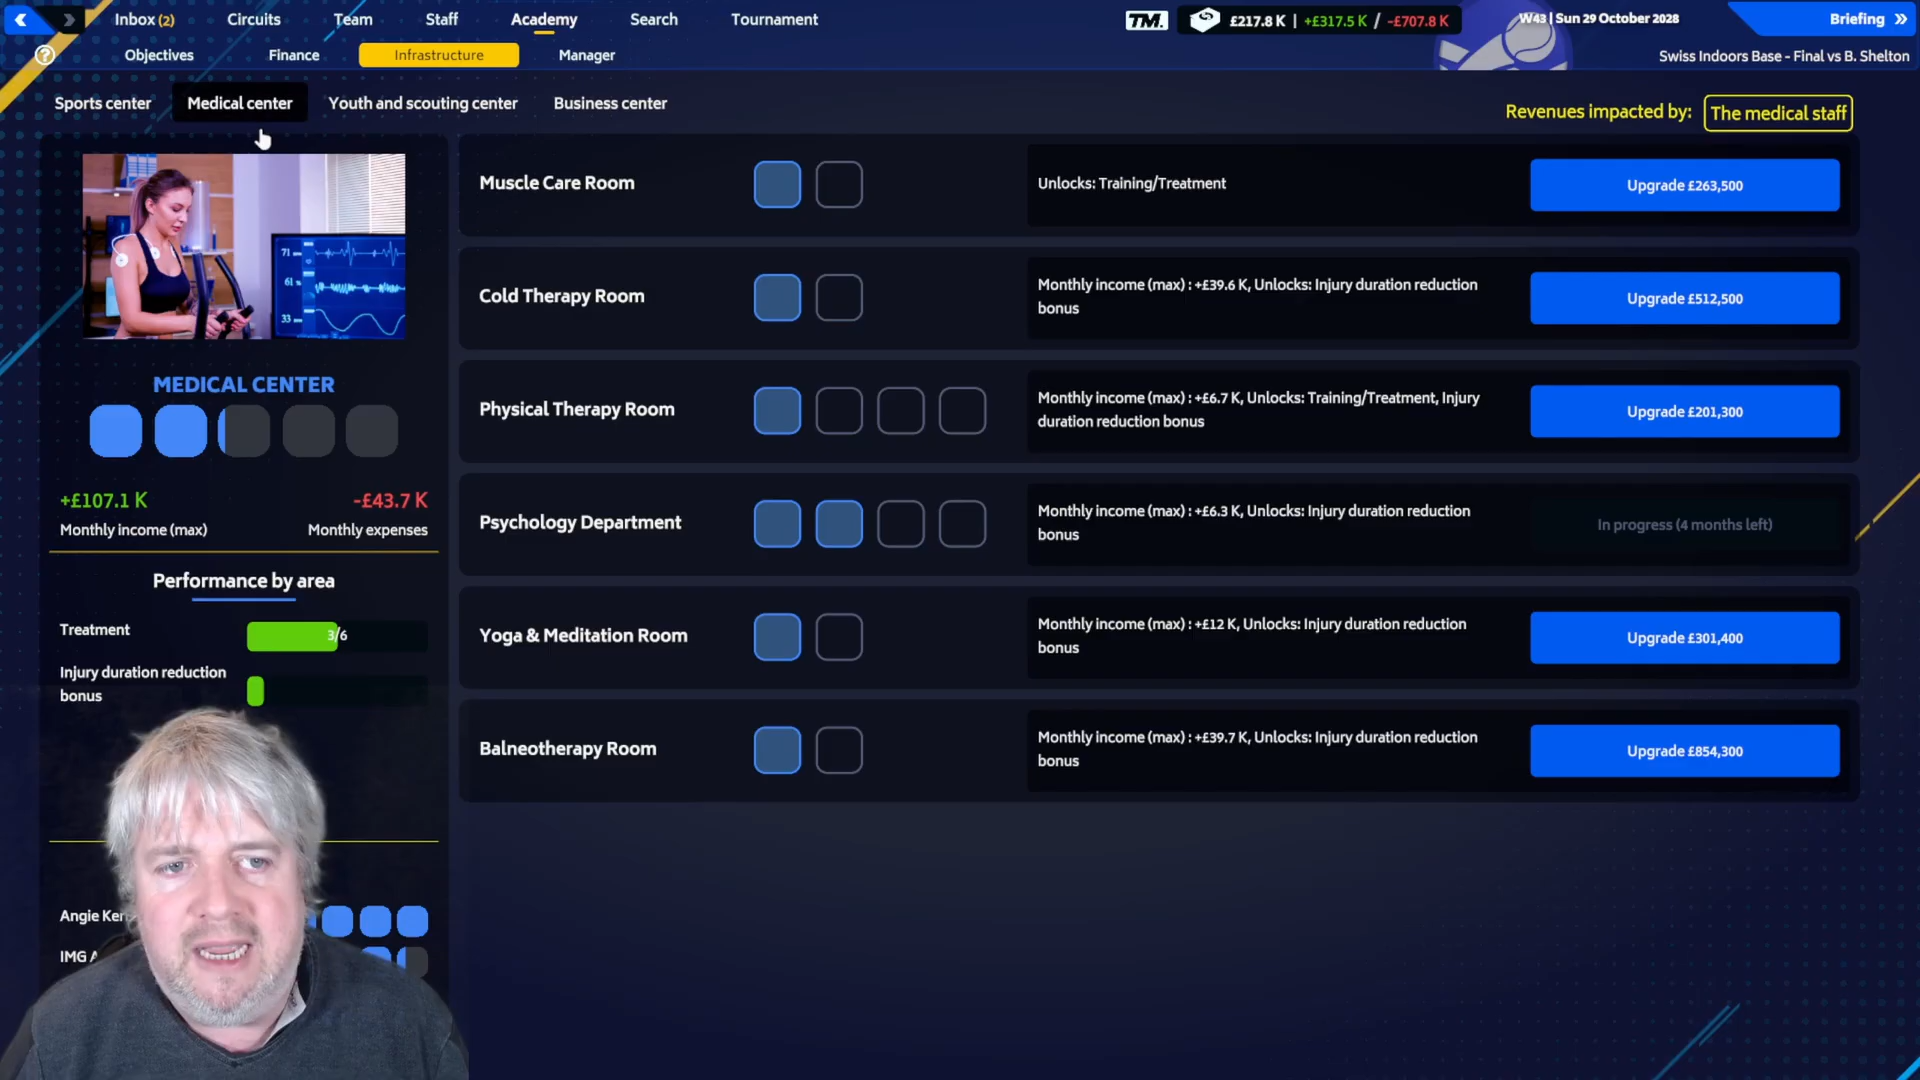 Inbox (2)
Circuits
Team
Staff
Academy
Search
Tournament
TM.
£217.8 K | +£317.5 K / -£707.8 K
W43 | Sun 29 October 2028
Briefing
Objectives
Finance
Infrastructure
Manager
Swiss Indoors Base - Final vs B. Shelton
Sports center
Medical center
Youth and scouting center
Business center
Revenues impacted by:
The medical staff
Muscle Care Room
Unlocks: Training/Treatment
Upgrade £263,500
Cold Therapy Room
Monthly income (max) : +£39.6 K, Unlocks: Injury duration reduction
bonus
Upgrade £512,500
Physical Therapy Room
Monthly income (max) : +£6.7 K, Unlocks: Training/Treatment, Injury
duration reduction bonus
Upgrade £201,300
Psychology Department
Monthly income (max) : +£6.3 K, Unlocks: Injury duration reduction
bonus
In progress (4 months left)
Yoga & Meditation Room
Monthly income (max) : +£12 K, Unlocks: Injury duration reduction
bonus
Upgrade £301,400
Balneotherapy Room
Monthly income (max) : +£39.7 K, Unlocks: Injury duration reduction
bonus
Upgrade £854,300
71
61
33
MEDICAL CENTER
+£107.1 K
-£43.7 K
Monthly income (max)
Monthly expenses
Performance by area
Treatment
3/6
Injury duration reduction
bonus
Angie Ker
IMG A